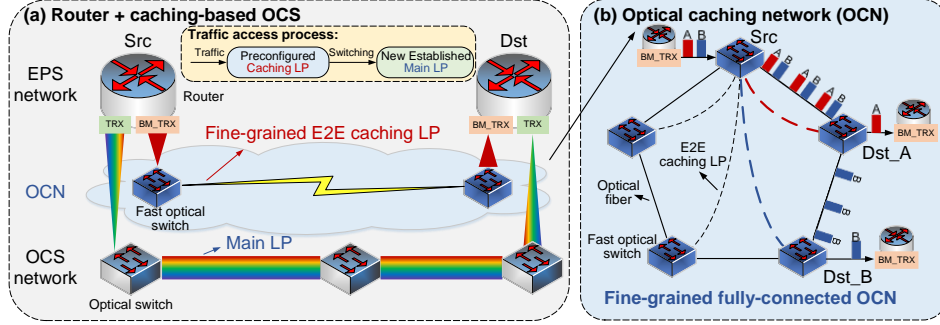 (a) Router + caching-based OCS
Src
Traffic access process:
Traffic
Preconfigured
Caching LP
Switching
New Established
Main LP
Dst
EPS
network
Router
TRX
BM_TRX
BM_TRX
TRX
Fine-grained E2E caching LP
OCN
Fast optical
switch
Main LP
OCS
network
Optical switch
(b) Optical caching network (OCN)
Src
BM_TRX
A
B
A
B
A
B
A
BM_TRX
Dst_A
E2E
caching LP
Optical
fiber
B
B
B
B
Fast optical
switch
BM_TRX
Dst_B
Fine-grained fully-connected OCN